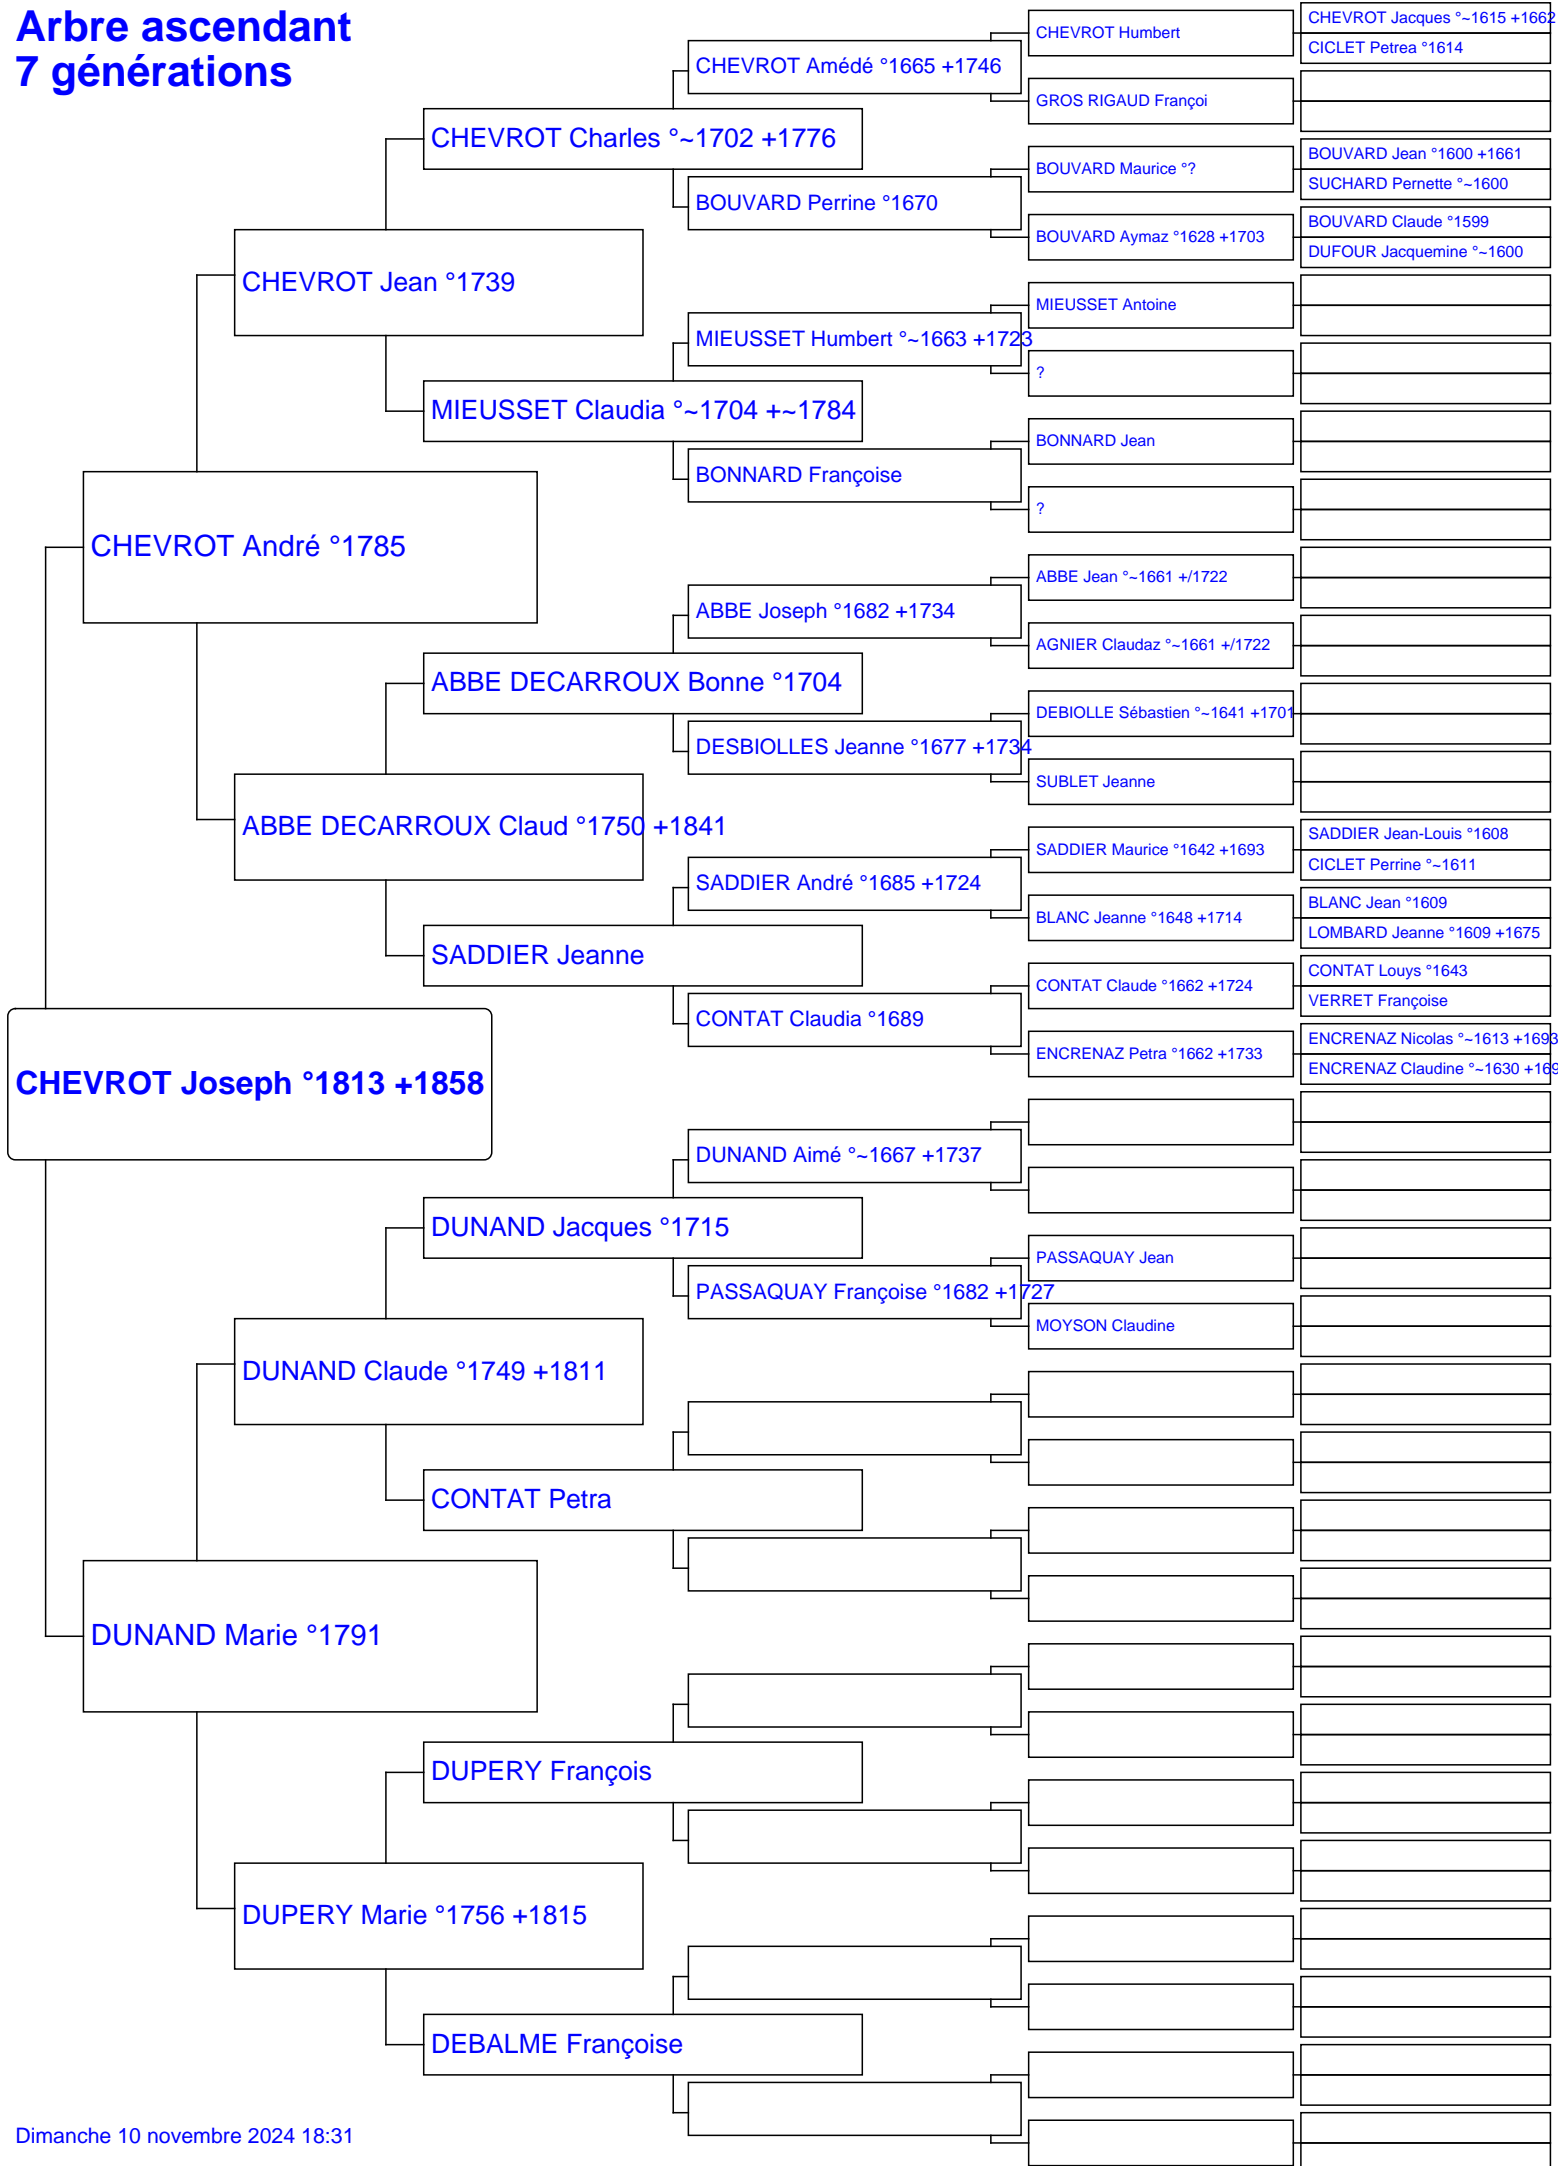 Arbre ascendant
7 générations
CHEVROT Joseph °1813 +1858
CHEVROT André °1785
DUNAND Marie °1791
CHEVROT Jean °1739
ABBE DECARROUX Claud °1750 +1841
DUNAND Claude °1749 +1811
DUPERY Marie °1756 +1815
CHEVROT Charles °~1702 +1776
MIEUSSET Claudia °~1704 +~1784
ABBE DECARROUX Bonne °1704
SADDIER Jeanne
DUNAND Jacques °1715
CONTAT Petra
DUPERY François
DEBALME Françoise
CHEVROT Amédé °1665 +1746
BOUVARD Perrine °1670
MIEUSSET Humbert °~1663 +1723
BONNARD Françoise
ABBE Joseph °1682 +1734
DESBIOLLES Jeanne °1677 +1734
SADDIER André °1685 +1724
CONTAT Claudia °1689
DUNAND Aimé °~1667 +1737
PASSAQUAY Françoise °1682 +1727
CHEVROT Humbert
GROS RIGAUD Françoi
BOUVARD Maurice °?
BOUVARD Aymaz °1628 +1703
MIEUSSET Antoine
?
BONNARD Jean
?
ABBE Jean °~1661 +/1722
AGNIER Claudaz °~1661 +/1722
DEBIOLLE Sébastien °~1641 +1701
SUBLET Jeanne
SADDIER Maurice °1642 +1693
BLANC Jeanne °1648 +1714
CONTAT Claude °1662 +1724
ENCRENAZ Petra °1662 +1733
PASSAQUAY Jean
MOYSON Claudine
CHEVROT Jacques °~1615 +1662
CICLET Petrea °1614
BOUVARD Jean °1600 +1661
SUCHARD Pernette °~1600
BOUVARD Claude °1599
DUFOUR Jacquemine °~1600
SADDIER Jean-Louis °1608
CICLET Perrine °~1611
BLANC Jean °1609
LOMBARD Jeanne °1609 +1675
CONTAT Louys °1643
VERRET Françoise
ENCRENAZ Nicolas °~1613 +1693
ENCRENAZ Claudine °~1630 +169
Dimanche 10 novembre 2024 18:31